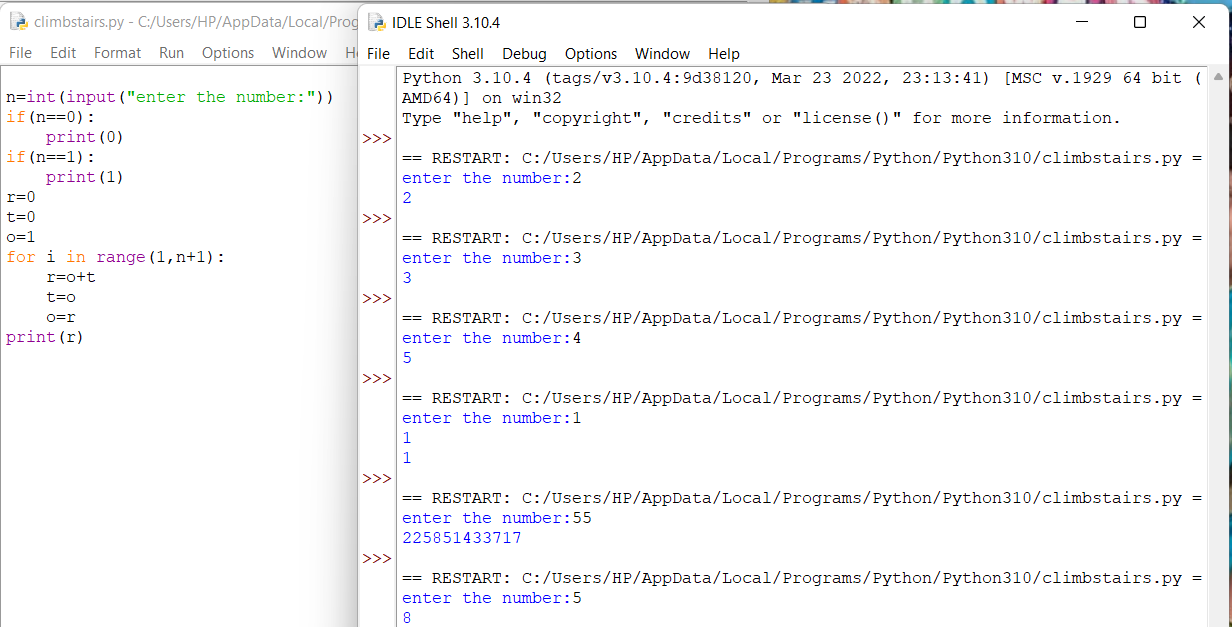 climbstairs.py - C:/Users/HP/AppData/Local/Prog
File Edit Format Run Options Window
n=int(input("enter the number:"))
if(n==0):
    print(0)
if(n==1):
    print(1)
r=0
t=0
o=1
for i in range(1,n+1):
    r=o+t
    t=o
    o=r
print(r)
IDLE Shell 3.10.4
File Edit Shell Debug Options Window Help
Python 3.10.4 (tags/v3.10.4:9d38120, Mar 23 2022, 23:13:41) [MSC v.1929 64 bit (
AMD64)] on win32
Type "help", "copyright", "credits" or "license()" for more information.
>>>
== RESTART: C:/Users/HP/AppData/Local/Programs/Python/Python310/climbstairs.py =
enter the number:2
2
>>>
== RESTART: C:/Users/HP/AppData/Local/Programs/Python/Python310/climbstairs.py =
enter the number:3
3
>>>
== RESTART: C:/Users/HP/AppData/Local/Programs/Python/Python310/climbstairs.py =
enter the number:4
5
>>>
== RESTART: C:/Users/HP/AppData/Local/Programs/Python/Python310/climbstairs.py =
enter the number:1
1
1
>>>
== RESTART: C:/Users/HP/AppData/Local/Programs/Python/Python310/climbstairs.py =
enter the number:55
225851433717
>>>
== RESTART: C:/Users/HP/AppData/Local/Programs/Python/Python310/climbstairs.py =
enter the number:5
8